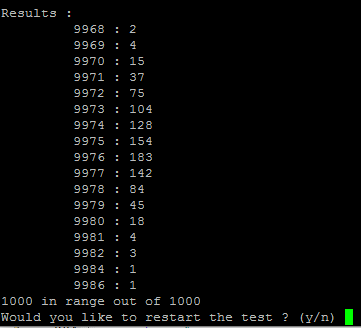 Results :
9968 : 2
9969 : 4
9970 : 15
9971 : 37
9972 : 75
9973 : 104
9974 : 128
9975 : 154
9976 : 183
9977 : 142
9978 : 84
9979 : 45
9980 : 18
9981 : 4
9982 : 3
9984 : 1
9986 : 1
1000 in range out of 1000
Would you like to restart the test ? (y/n)